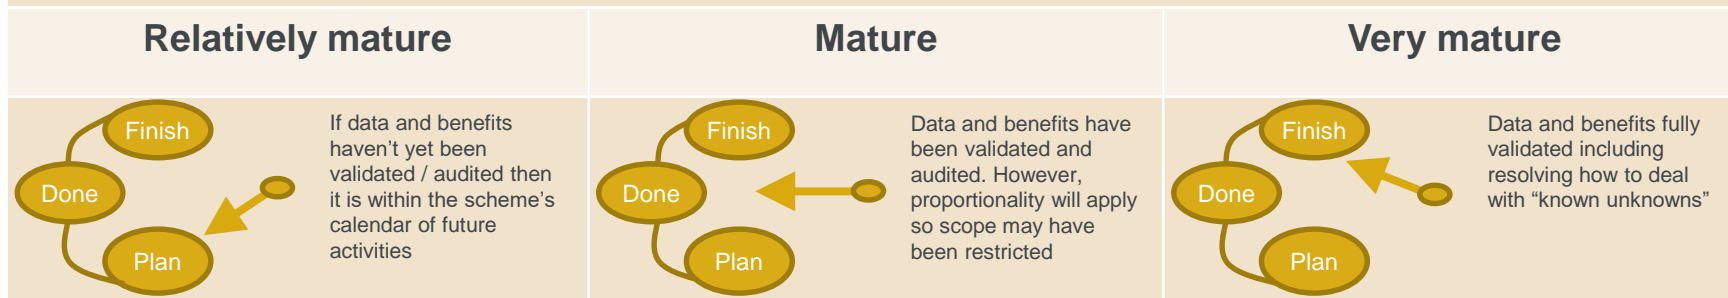 Relatively mature
Mature
Very mature
Finish
Done
Plan
If data and benefits
haven’t yet been
validated / audited then
it is within the scheme’s
calendar of future
activities
Finish
Done
Plan
Data and benefits have
been validated and
audited. However,
proportionality will apply
so scope may have
been restricted
Finish
Done
Plan
Data and benefits fully
validated including
resolving how to deal
with “known unknowns”